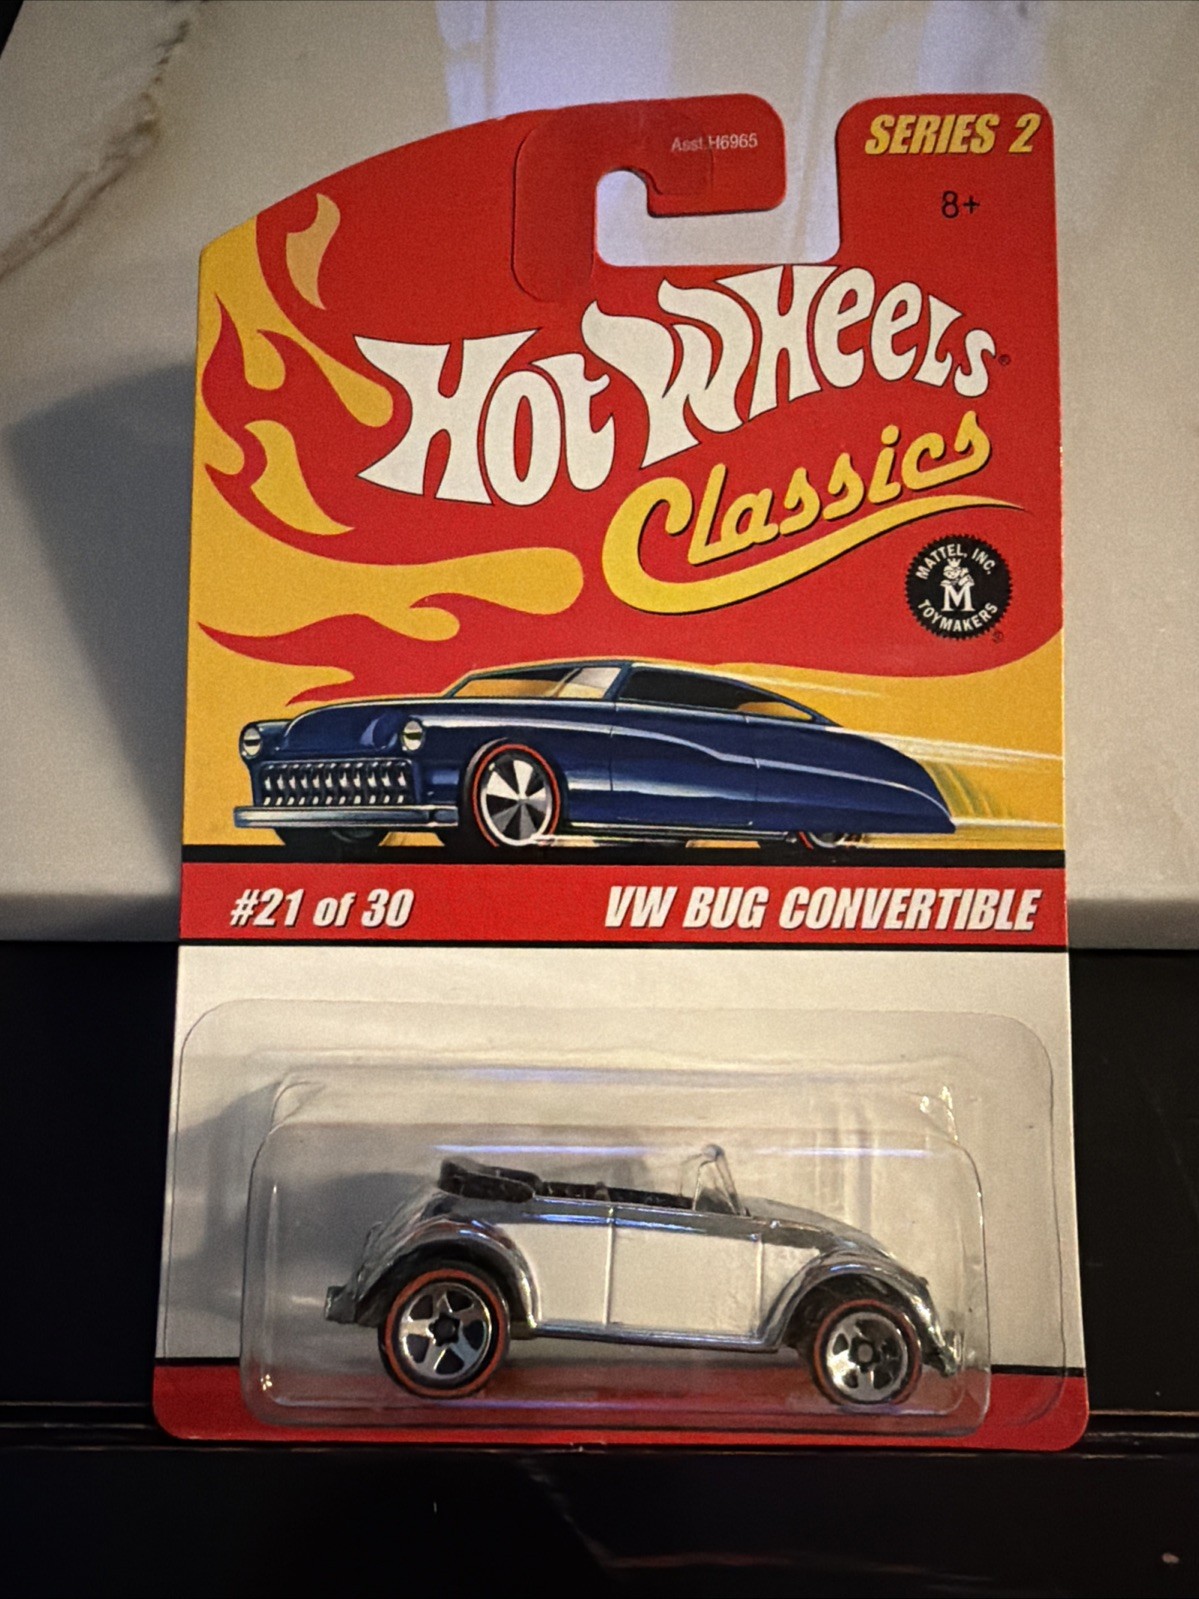 Asst.H6965
SERIES 2
8+
HOT WHEELS®
Classics
MATTEL, INC.
M
TOYMAKERS
®
#21 of 30
VW BUG CONVERTIBLE